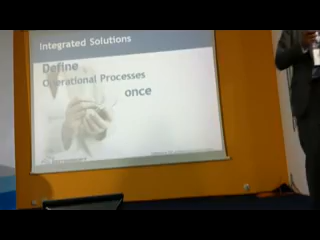 Integrated Solutions
Define
Operational Processes
once